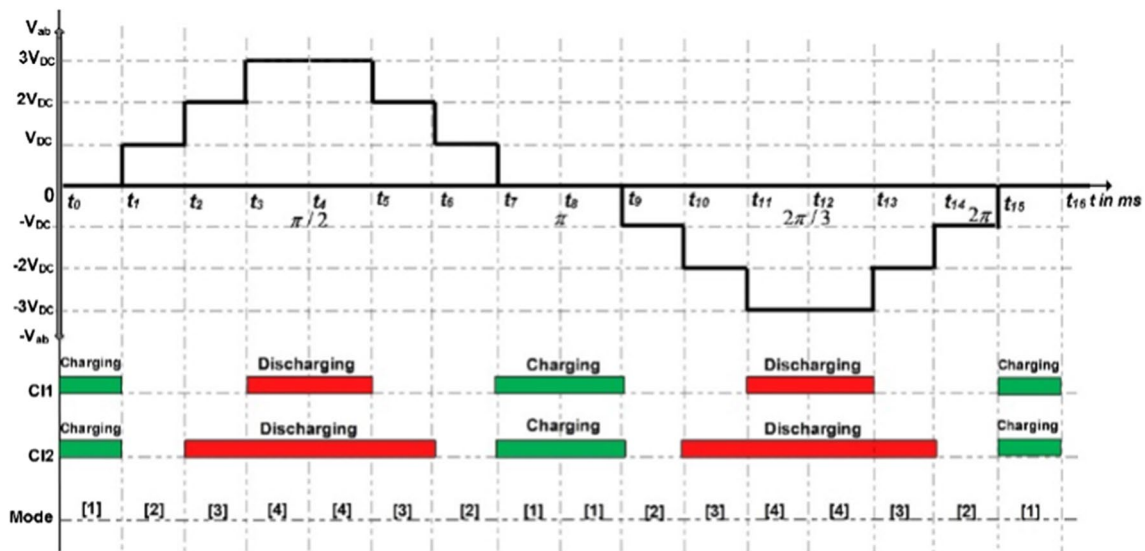 Vab
3VDC
2VDC
VDC
0
t0 t1 t2 t3 t4 t5 t6 t7 t8 t9 t10 t11 t12 t13 t14 t15 t16 t in ms
π/2 π 2π/3 2π
-VDC
-2VDC
-3VDC
-Vab
Charging Discharging Charging Discharging Charging
CI1
Charging Discharging Charging Discharging Charging
CI2
Mode [1] [2] [3] [4] [4] [3] [2] [1] [1] [2] [3] [4] [4] [3] [2] [1]